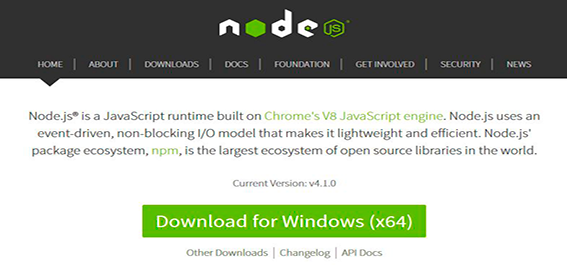 node JS
HOME | ABOUT | DOWNLOADS | DOCS | FOUNDATION | GET INVOLVED | SECURITY | NEWS
Node.js® is a JavaScript runtime built on Chrome's V8 JavaScript engine. Node.js uses an
event-driven, non-blocking I/O model that makes it lightweight and efficient. Node.js'
package ecosystem, npm, is the largest ecosystem of open source libraries in the world.
Current Version: v4.1.0
Download for Windows (x64)
Other Downloads | Changelog | API Docs